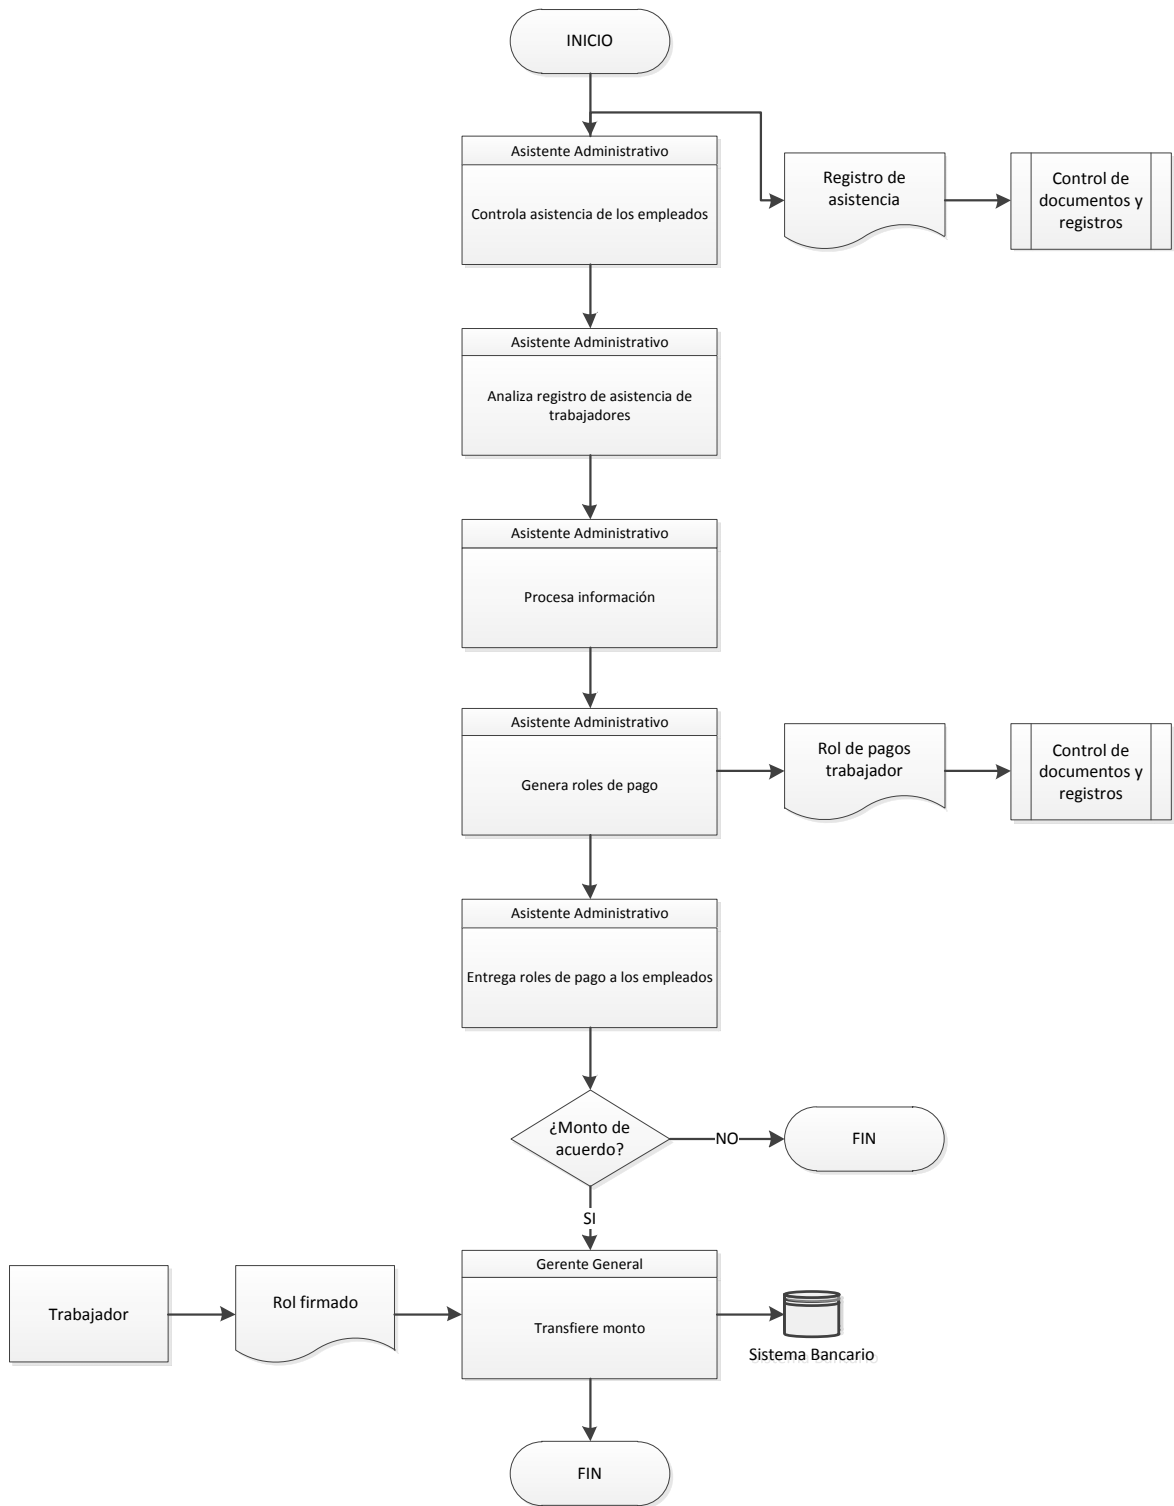 INICIO
Asistente Administrativo
Controla asistencia de los empleados
Registro de
asistencia
Control de
documentos y
registros
Asistente Administrativo
Analiza registro de asistencia de
trabajadores
Asistente Administrativo
Procesa información
Asistente Administrativo
Genera roles de pago
Rol de pagos
trabajador
Control de
documentos y
registros
Asistente Administrativo
Entrega roles de pago a los empleados
¿Monto de
acuerdo?
NO
FIN
SI
Trabajador
Rol firmado
Gerente General
Transfiere monto
Sistema Bancario
FIN